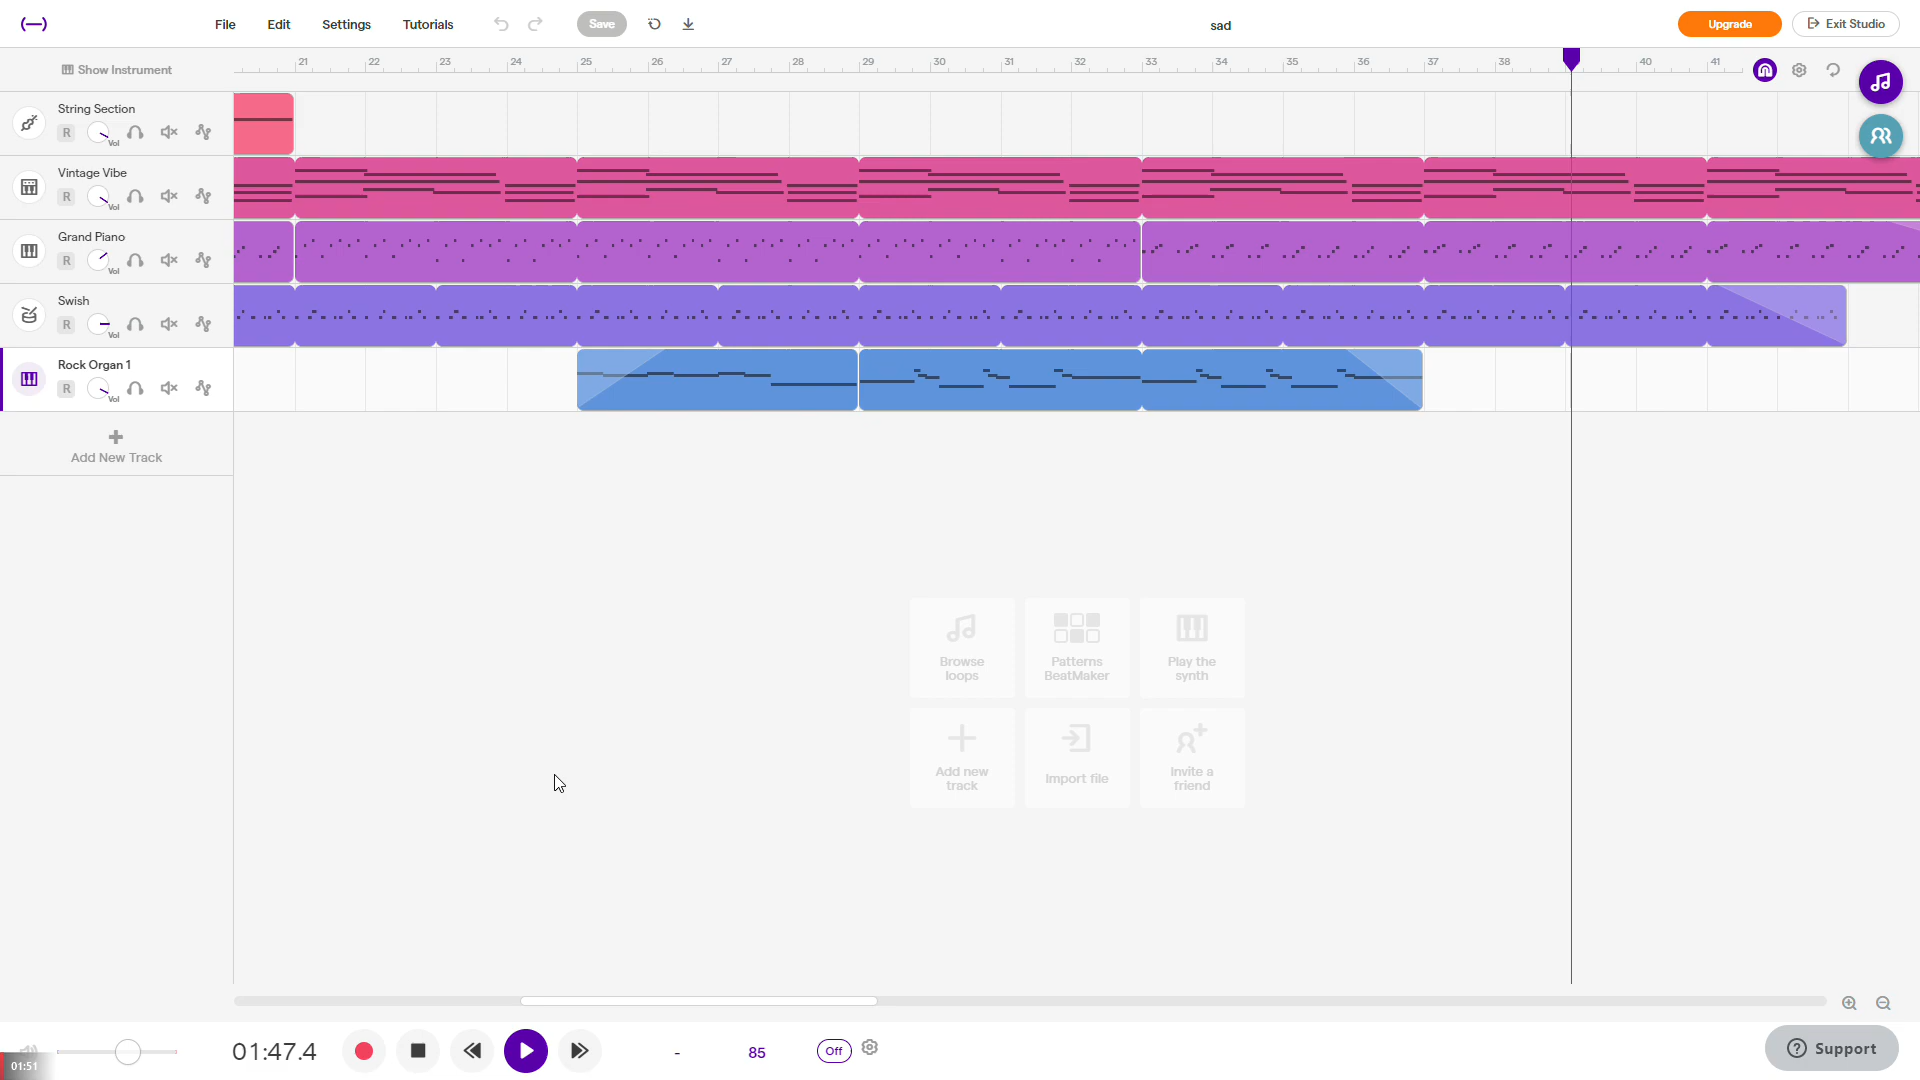 File
Edit
Settings
Tutorials
Save
sad
Upgrade
Exit Studio
Show Instrument
21 22 23 24 25 26 27 28 29 30 31 32 33 34 35 36 37 38 40 41
String Section
R Vol
Vintage Vibe
R Vol
Grand Piano
R Vol
Swish
R Vol
Rock Organ 1
R Vol
Add New Track
Browse
loops
Patterns
BeatMaker
Play the
synth
Add new
track
Import file
Invite a
friend
01:51
01:47.4
-
85
Off
Support